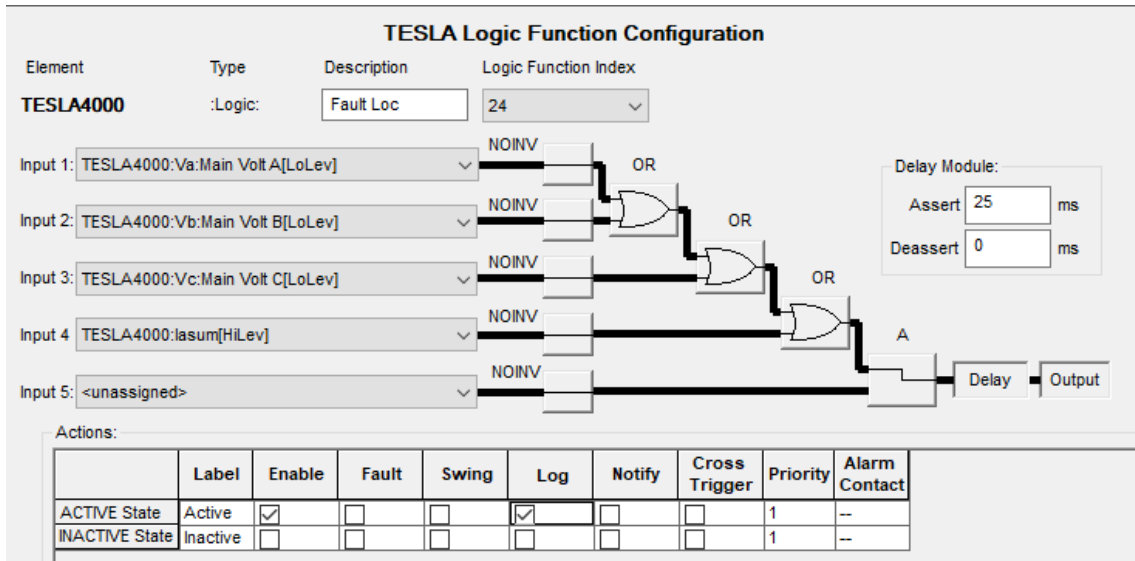 TESLA Logic Function Configuration
Element Type Description Logic Function Index
TESLA4000 :Logic: Fault Loc 24
NOINV
Input 1: TESLA4000:Va:Main Volt A[LoLev]
OR
Delay Module:
NOINV
Input 2: TESLA4000:Vb:Main Volt B[LoLev]
OR
Assert 25 ms
NOINV
Input 3: TESLA4000:Vc:Main Volt C[LoLev]
OR
Deassert 0 ms
NOINV
Input 4 TESLA4000:Iasum[HiLev]
A
NOINV
Delay Output
Input 5: <unassigned>
Actions:
Label Enable Fault Swing Log Notify Cross Trigger Priority Alarm Contact
ACTIVE State Active 1 --
INACTIVE State Inactive 1 --